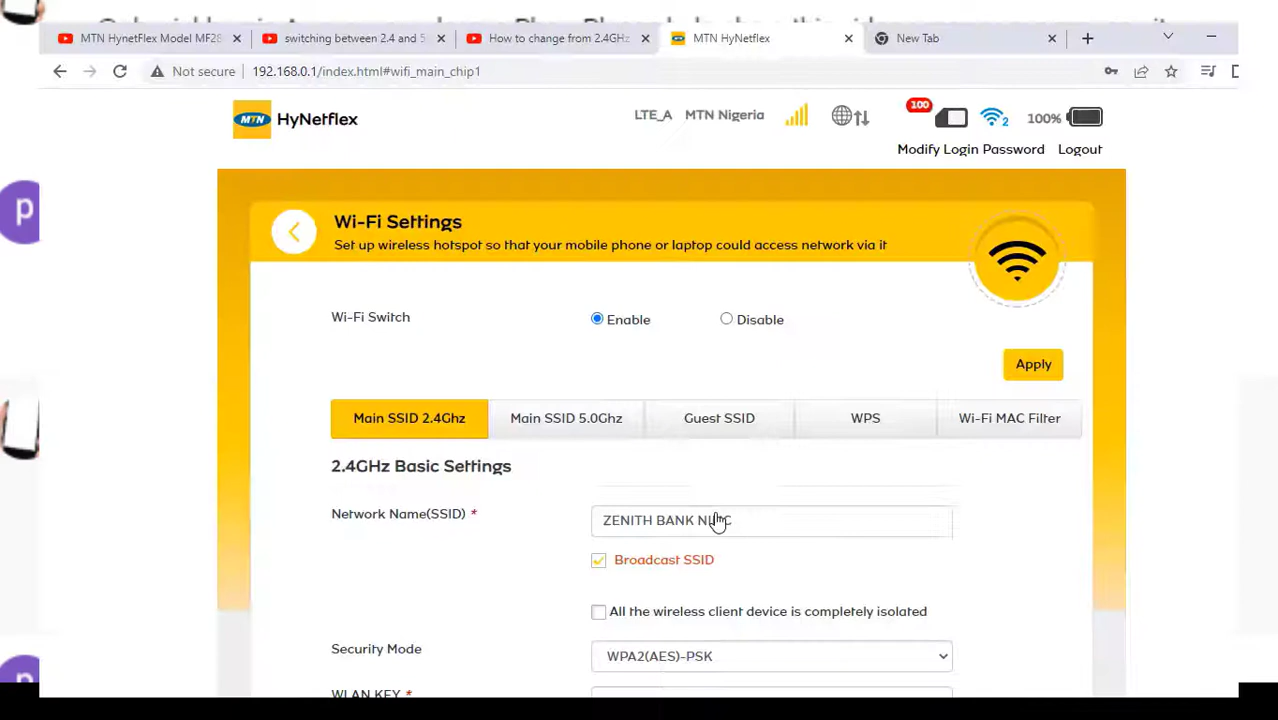 MTN HynetFlex Model MF28
switching between 2.4 and 5
How to change from 2.4GHz
MTN HyNetflex
New Tab
Not secure
192.168.0.1/index.html#wifi_main_chip1
MTN
HyNetflex
LTE_A
MTN Nigeria
100
2
100%
Modify Login Password
Logout
p
Wi-Fi Settings
Set up wireless hotspot so that your mobile phone or laptop could access network via it
Wi-Fi Switch
Enable
Disable
Apply
Main SSID 2.4Ghz
Main SSID 5.0Ghz
Guest SSID
WPS
Wi-Fi MAC Filter
2.4GHz Basic Settings
Network Name(SSID) *
ZENITH BANK
Broadcast SSID
All the wireless client device is completely isolated
Security Mode
WPA2(AES)-PSK
WLAN KEY *